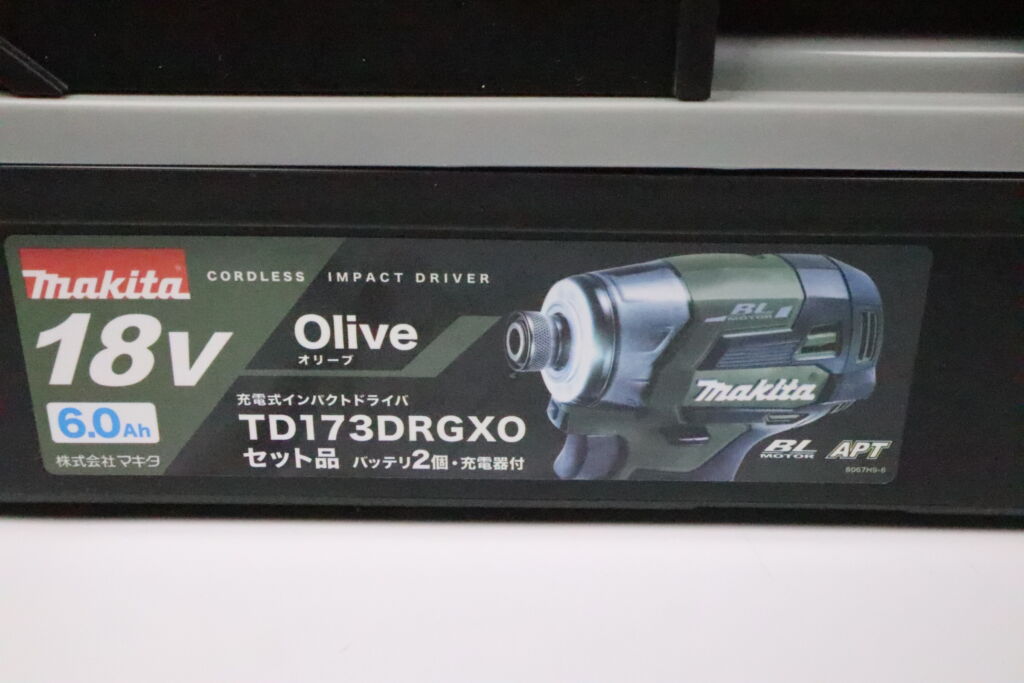 makita
CORDLESS IMPACT DRIVER
18V
Olive
オリーブ
6.0Ah
充電式インパクトドライバ
TD173DRGXO
セット品 バッテリ2個・充電器付
株式会社マキタ
BL
MOTOR
makita
BL
MOTOR
APT